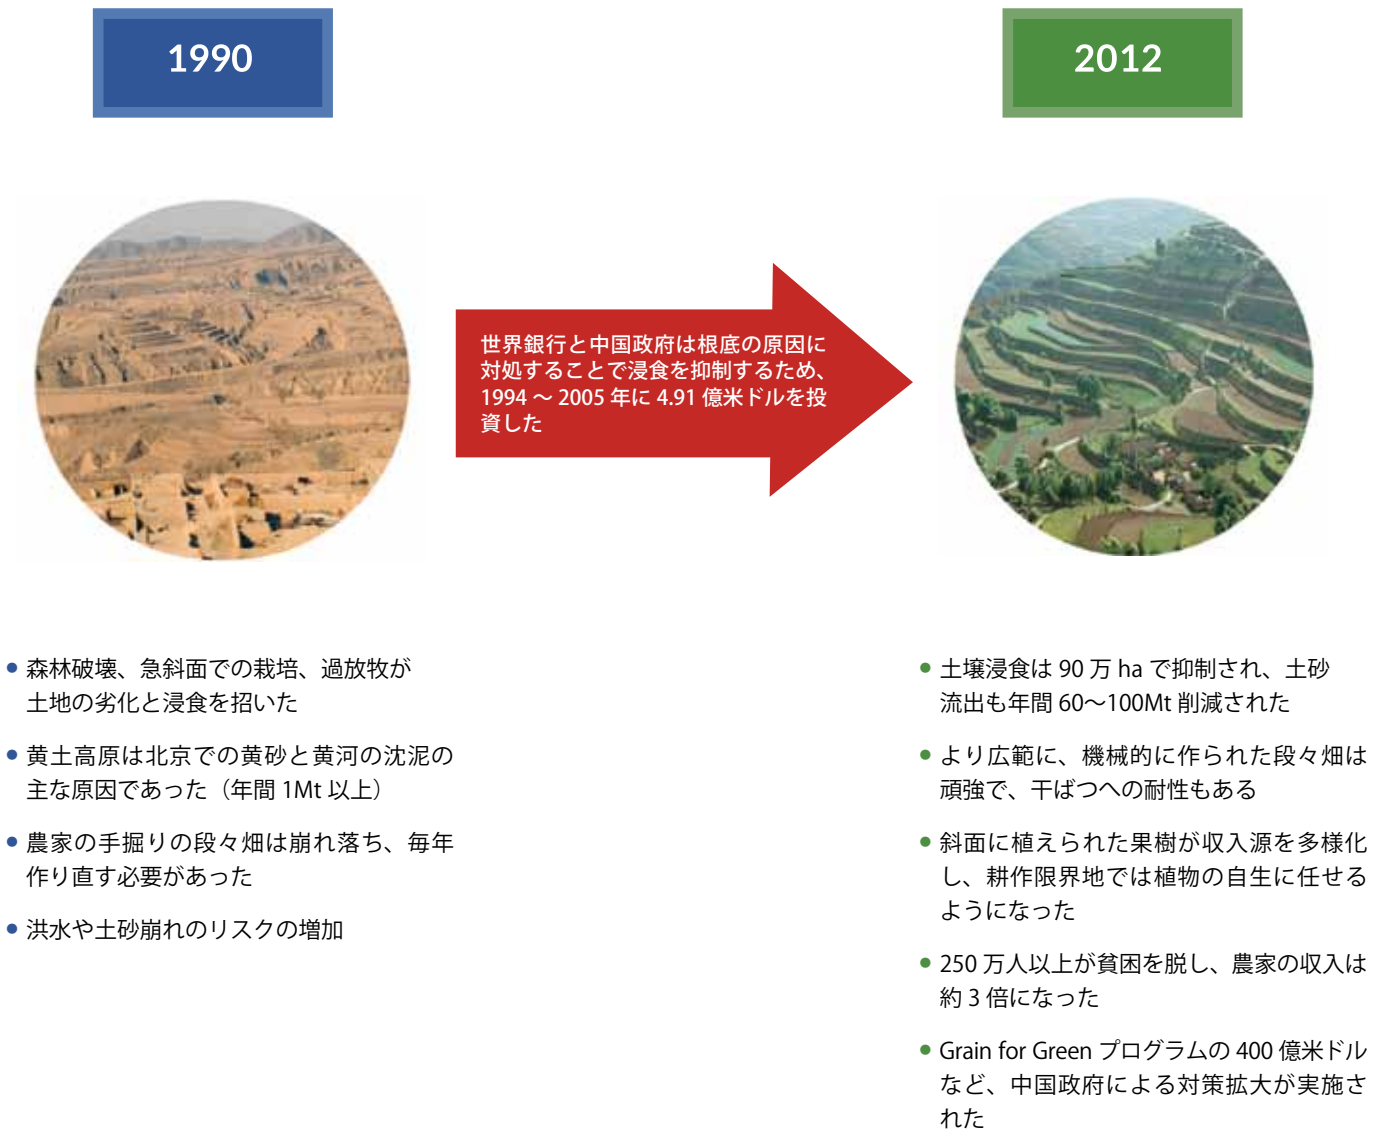 1990
2012
世界銀行と中国政府は根底の原因に
対処することで浸食を抑制するため、
1994 ～ 2005 年に 4.91 億米ドルを投
資した
● 森林破壊、急斜面での栽培、過放牧が
土地の劣化と浸食を招いた
● 黄土高原は北京での黄砂と黄河の沈泥の
主な原因であった（年間 1Mt 以上）
● 農家の手掘りの段々畑は崩れ落ち、毎年
作り直す必要があった
● 洪水や土砂崩れのリスクの増加
● 土壌浸食は 90 万 ha で抑制され、土砂
流出も年間 60～100Mt 削減された
● より広範に、機械的に作られた段々畑は
頑強で、干ばつへの耐性もある
● 斜面に植えられた果樹が収入源を多様化
し、耕作限界地では植物の自生に任せる
ようになった
● 250 万人以上が貧困を脱し、農家の収入は
約 3 倍になった
● Grain for Green プログラムの 400 億米ドル
など、中国政府による対策拡大が実施さ
れた